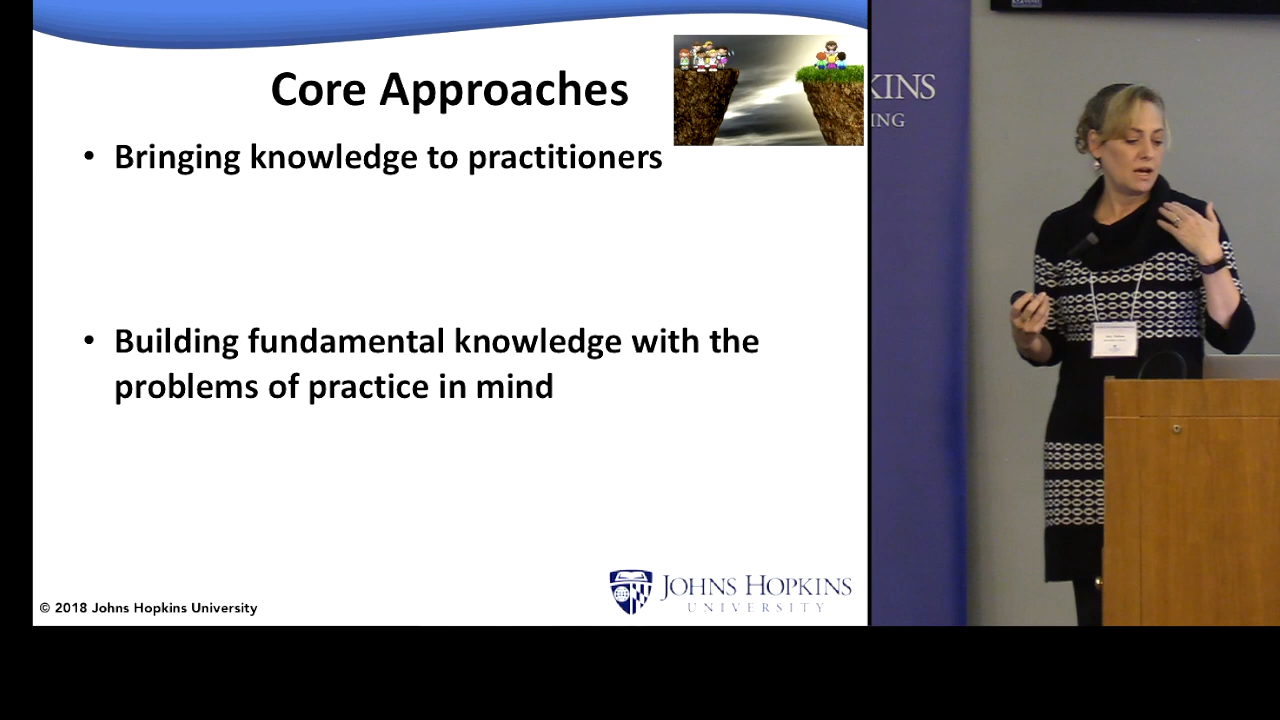 Core Approaches
• Bringing knowledge to practitioners
• Building fundamental knowledge with the
problems of practice in mind
© 2018 Johns Hopkins University
JOHNS HOPKINS
UNIVERSITY
KINS
ING